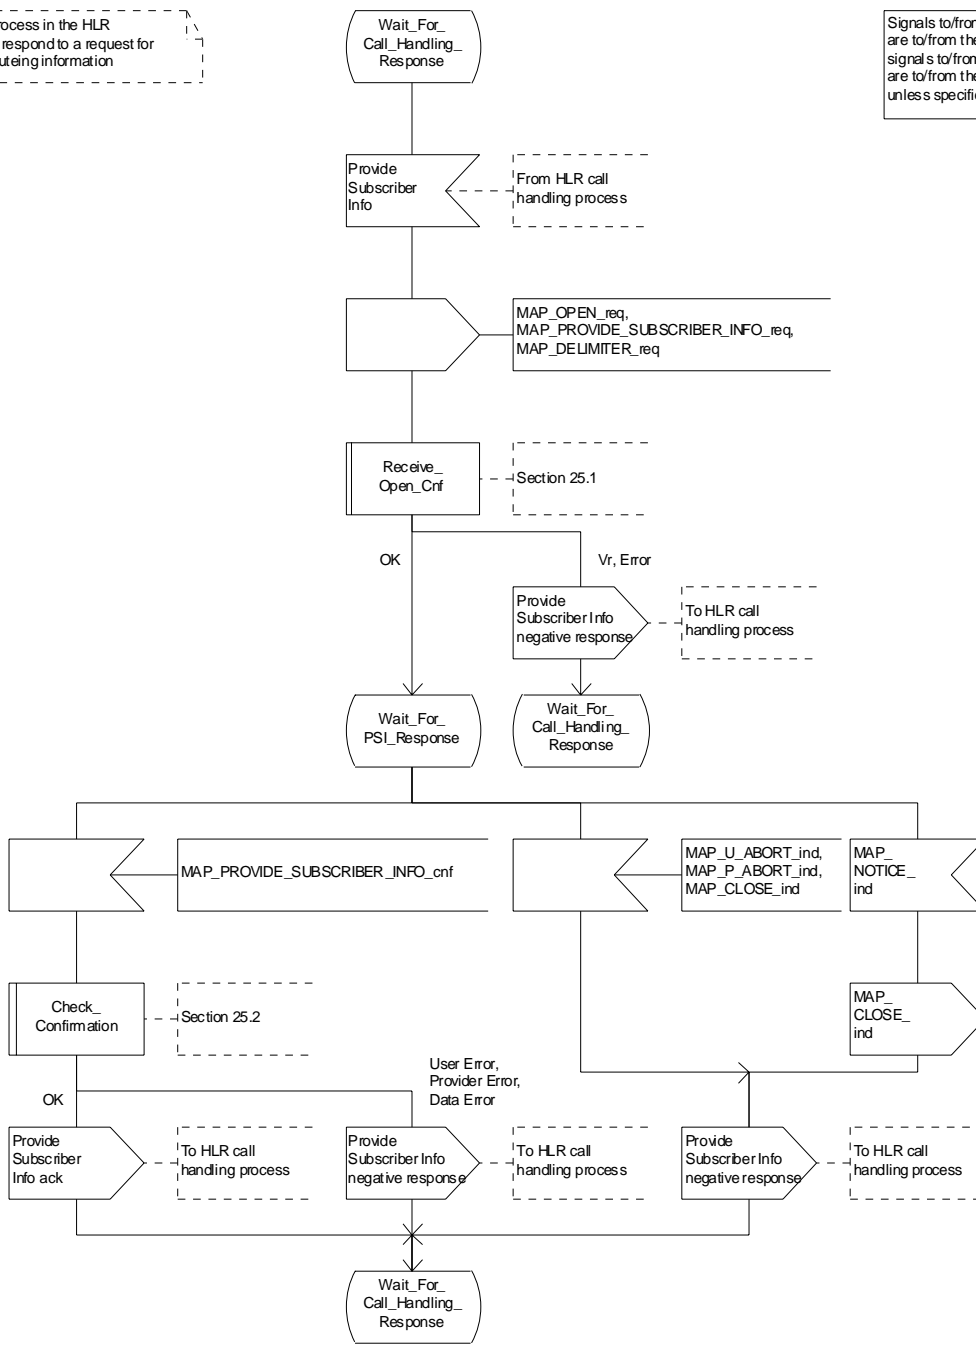 Process in the HLR
respond to a request for
information
Wait_For_
Call_Handling_
Response
Signals to/from
are to/from the
signals to/from
are to/from the
unless
Provide
Subscriber
Info
From HLR call
handling process
MAP_OPEN_req,
MAP_PROVIDE_SUBSCRIBER_INFO_req,
MAP_DELIMITER_req
Receive_
Open_Cnf
Section 25.1
OK
Vr, Error
Provide
Subscriber Info
negative response
To HLR call
handling process
Wait_For_
PSI_Response
Wait_For_
Call_Handling_
Response
MAP_PROVIDE_SUBSCRIBER_INFO_cnf
MAP_U_ABORT_ind,
MAP_P_ABORT_ind,
MAP_CLOSE_ind
MAP_
NOTICE_
ind
Check_
Confirmation
Section 25.2
MAP_
CLOSE_
ind
User Error,
Provider Error,
Data Error
OK
Provide
Subscriber
Info ack
To HLR call
handling process
Provide
Subscriber Info
negative response
To HLR call
handling process
Provide
Subscriber Info
negative response
To HLR call
handling process
Wait_For_
Call_Handling_
Response